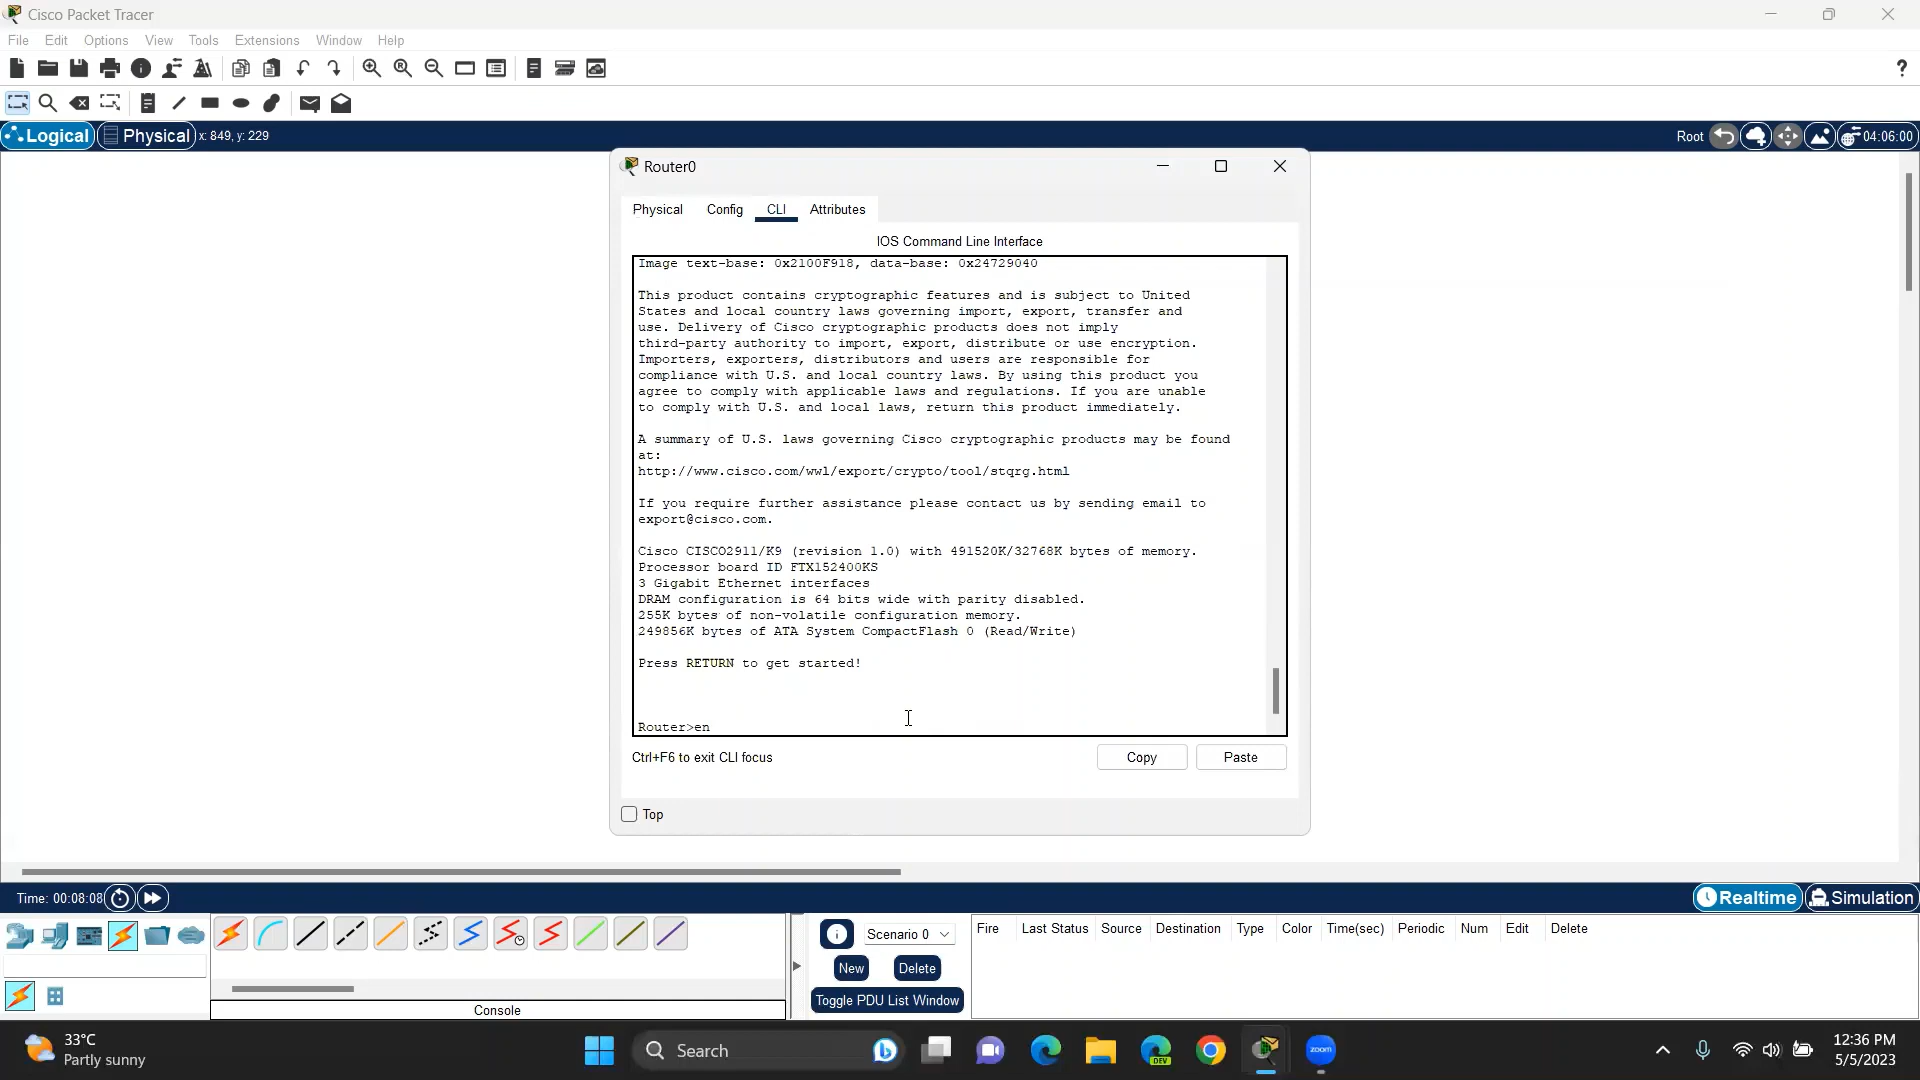 Cisco Packet Tracer
File Edit Options View Tools Extensions Window Help
?
Logical Physical x: 849, y: 229
Root 04:06:00
Router0
Physical Config CLI Attributes
IOS Command Line Interface
Image text-base: 0x2100F918, data-base: 0x24729040
This product contains cryptographic features and is subject to United
States and local country laws governing import, export, transfer and
use. Delivery of Cisco cryptographic products does not imply
third-party authority to import, export, distribute or use encryption.
Importers, exporters, distributors and users are responsible for
compliance with U.S. and local country laws. By using this product you
agree to comply with applicable laws and regulations. If you are unable
to comply with U.S. and local laws, return this product immediately.
A summary of U.S. laws governing Cisco cryptographic products may be found
at:
http://www.cisco.com/wwl/export/crypto/tool/stqrg.html
If you require further assistance please contact us by sending email to
export@cisco.com.
Cisco CISCO2911/K9 (revision 1.0) with 491520K/32768K bytes of memory.
Processor board ID FTX152400KS
3 Gigabit Ethernet interfaces
DRAM configuration is 64 bits wide with parity disabled.
255K bytes of non-volatile configuration memory.
249856K bytes of ATA System CompactFlash 0 (Read/Write)
Press RETURN to get started!
Router>en
Ctrl+F6 to exit CLI focus
Copy Paste
Top
Time: 00:08:08
Realtime Simulation
Scenario 0
New Delete
Toggle PDU List Window
Fire Last Status Source Destination Type Color Time(sec) Periodic Num Edit Delete
Console
33°C
Partly sunny
Search
DEV
zoom
12:36 PM
5/5/2023